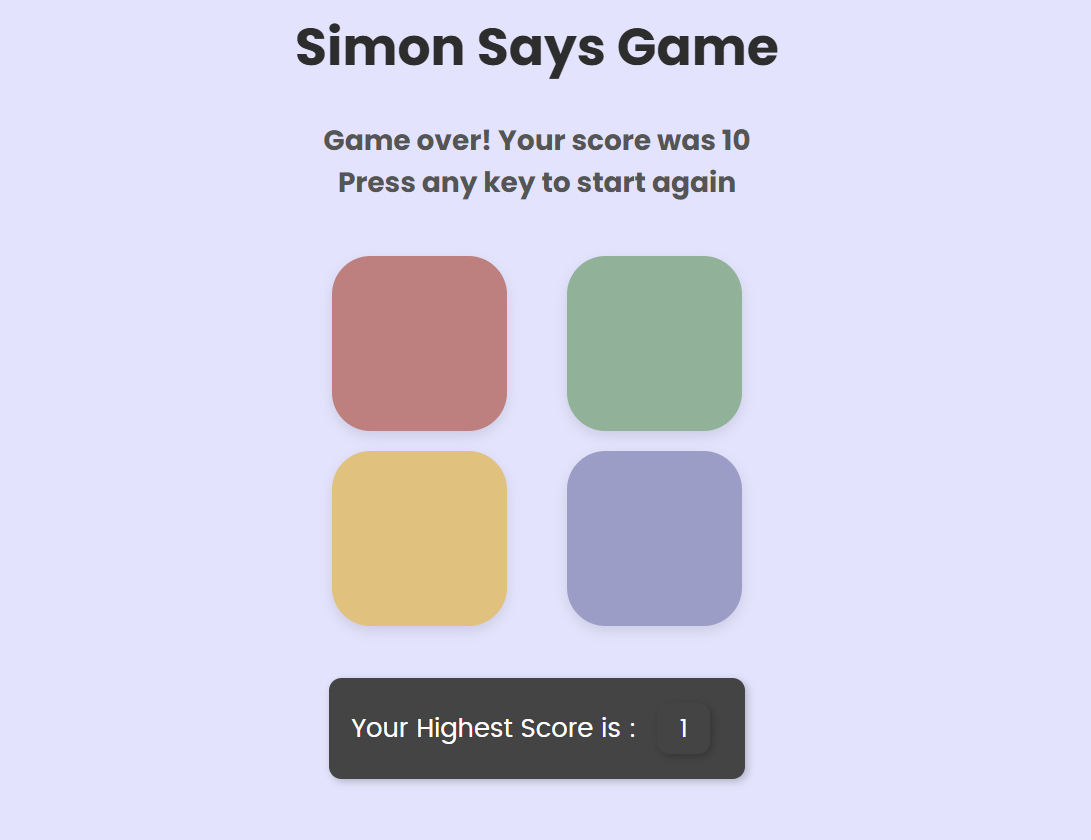 Simon Says Game
Game over! Your score was 10
Press any key to start again
Your Highest Score is : 1